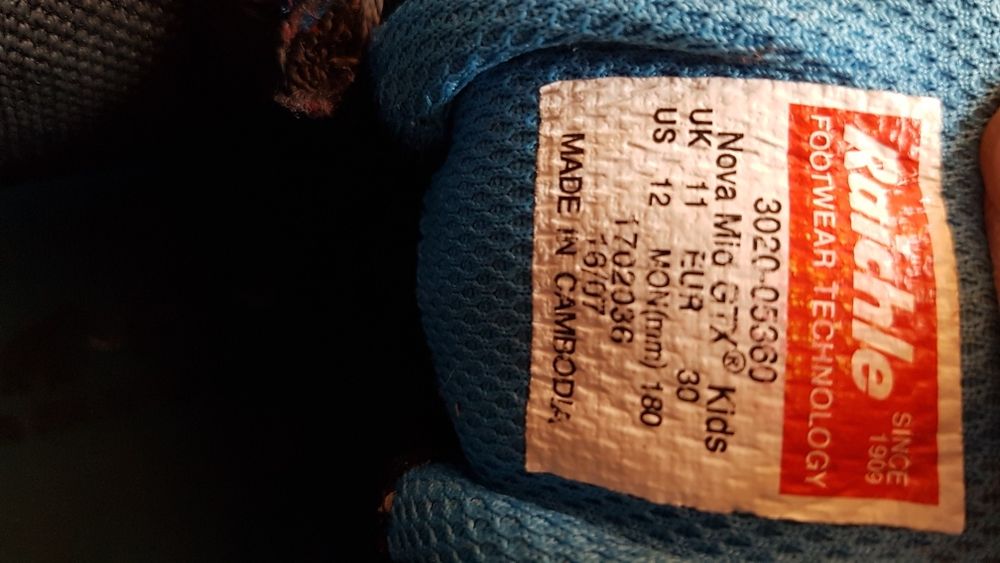 Raichle SINCE 1909
FOOTWEAR TECHNOLOGY
3020-05360
Nova Mid GTX® Kids
UK 11 EUR 30
US 12 MON(mm) 180
1702036
16/07
MADE IN CAMBODIA